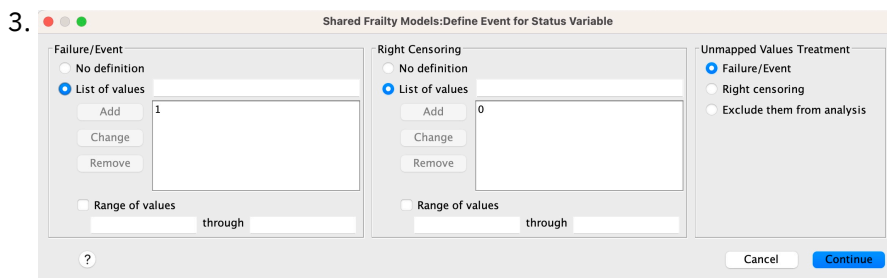 3.
Shared Frailty Models:Define Event for Status Variable
Failure/Event
No definition
List of values
Add
1
Change
Remove
Range of values
through
Right Censoring
No definition
List of values
Add
0
Change
Remove
Range of values
through
Unmapped Values Treatment
Failure/Event
Right censoring
Exclude them from analysis
?
Cancel
Continue